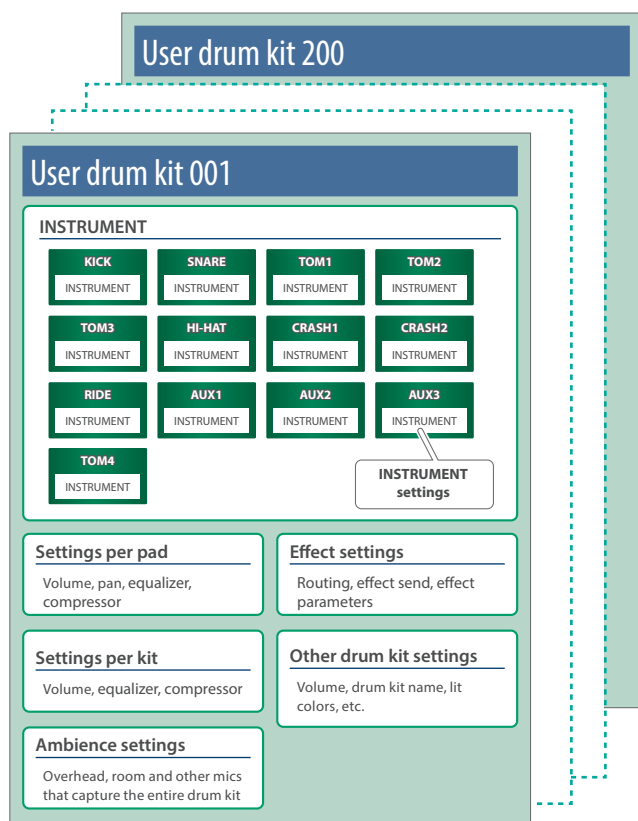 User drum kit 200
User drum kit 001
INSTRUMENT
KICK
INSTRUMENT
SNARE
INSTRUMENT
TOM1
INSTRUMENT
TOM2
INSTRUMENT
TOM3
INSTRUMENT
HI-HAT
INSTRUMENT
CRASH1
INSTRUMENT
CRASH2
INSTRUMENT
RIDE
INSTRUMENT
AUX1
INSTRUMENT
AUX2
INSTRUMENT
AUX3
INSTRUMENT
TOM4
INSTRUMENT
INSTRUMENT
settings
Settings per pad
Volume, pan, equalizer,
compressor
Effect settings
Routing, effect send, effect
parameters
Settings per kit
Volume, equalizer, compressor
Other drum kit settings
Volume, drum kit name, lit
colors, etc.
Ambience settings
Overhead, room and other mics
that capture the entire drum kit